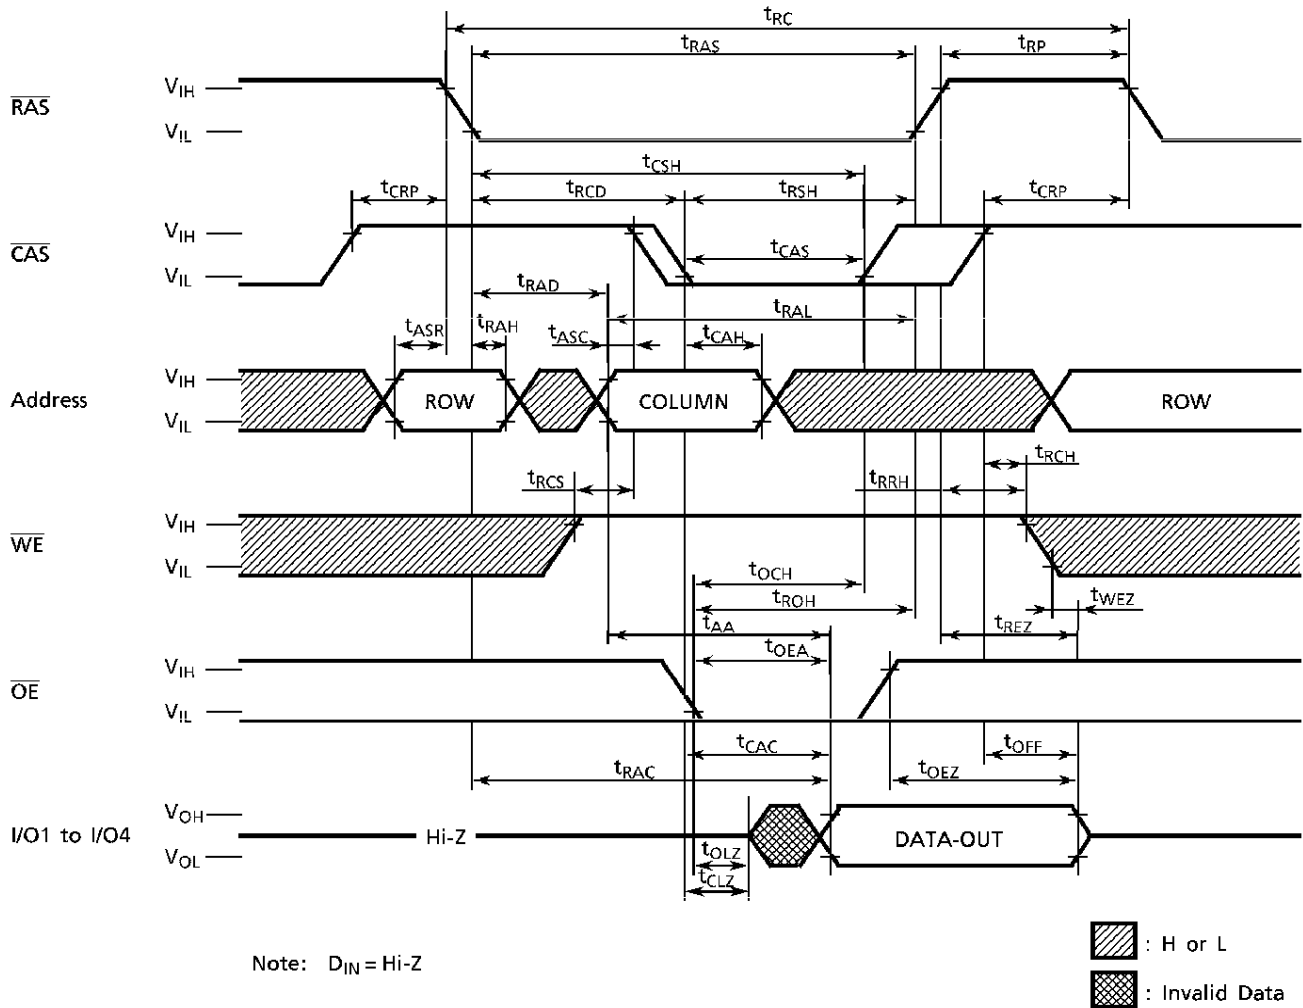 tRC
tRAS tRP
RAS VIH
VIL
tCSH
tCRP tRCD tRSH tCRP
CAS VIH
VIL
tCAS
tRAD
tRAL
tASR tRAH tASC tCAH
Address VIH
VIL
ROW COLUMN ROW
tRCH
tRCS tRRH
WE VIH
VIL
tOCH
tROH tWEZ
tAA tREZ
tOEA
OE VIH
VIL
tCAC tOFF
tRAC tOEZ
I/O1 to I/O4 VOH
VOL
Hi-Z DATA-OUT
tOLZ
tCLZ
Note: DIN = Hi-Z
: H or L
: Invalid Data